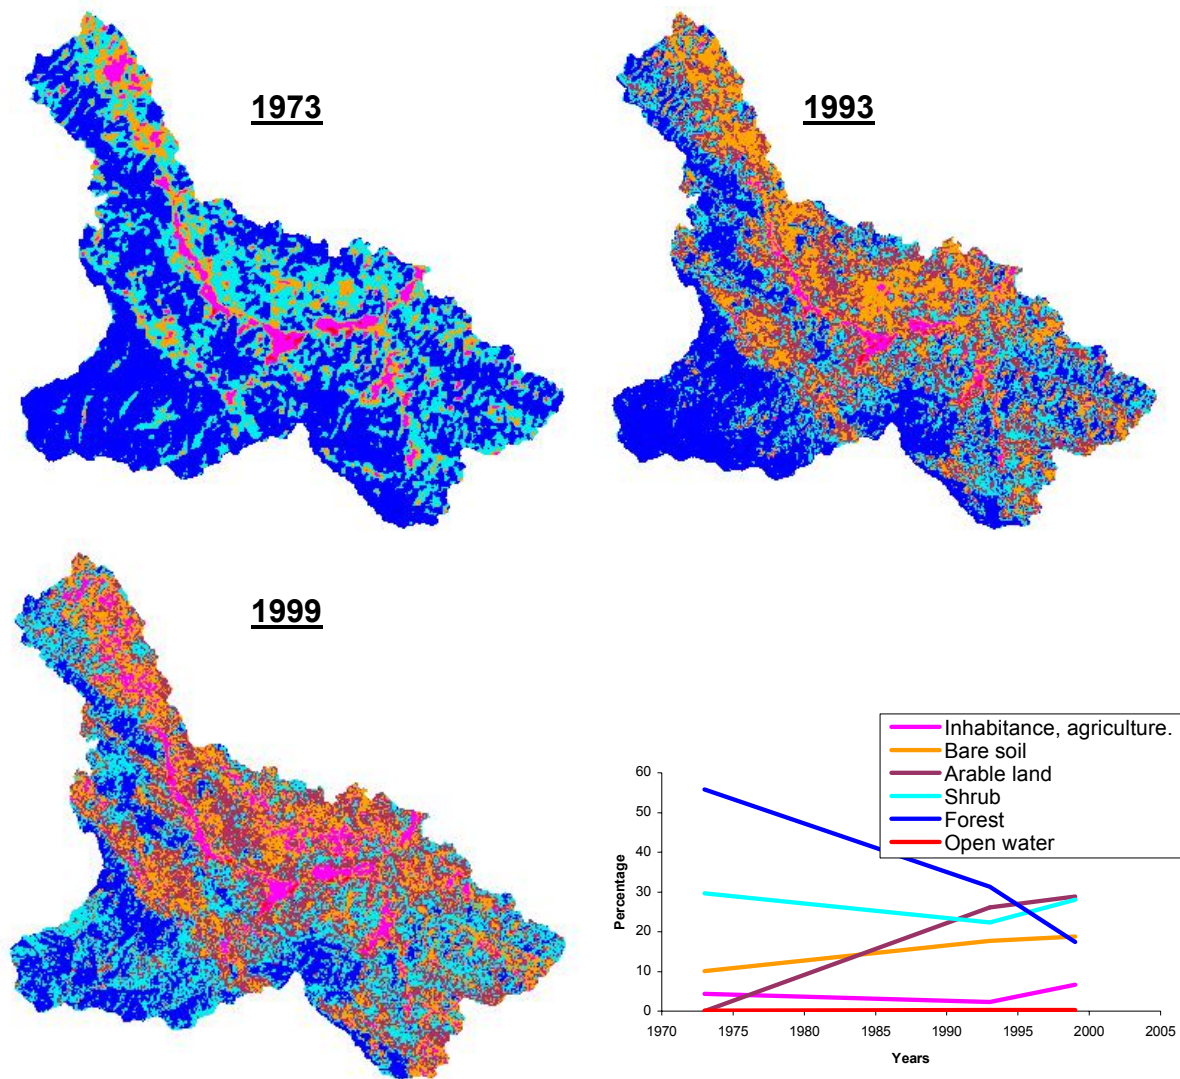 1973
1993
1999
Inhabitance, agriculture.
Bare soil
Arable land
Shrub
Forest
Open water
Percentage
60
50
40
30
20
10
0
1970 1975 1980 1985 1990 1995 2000 2005
Years